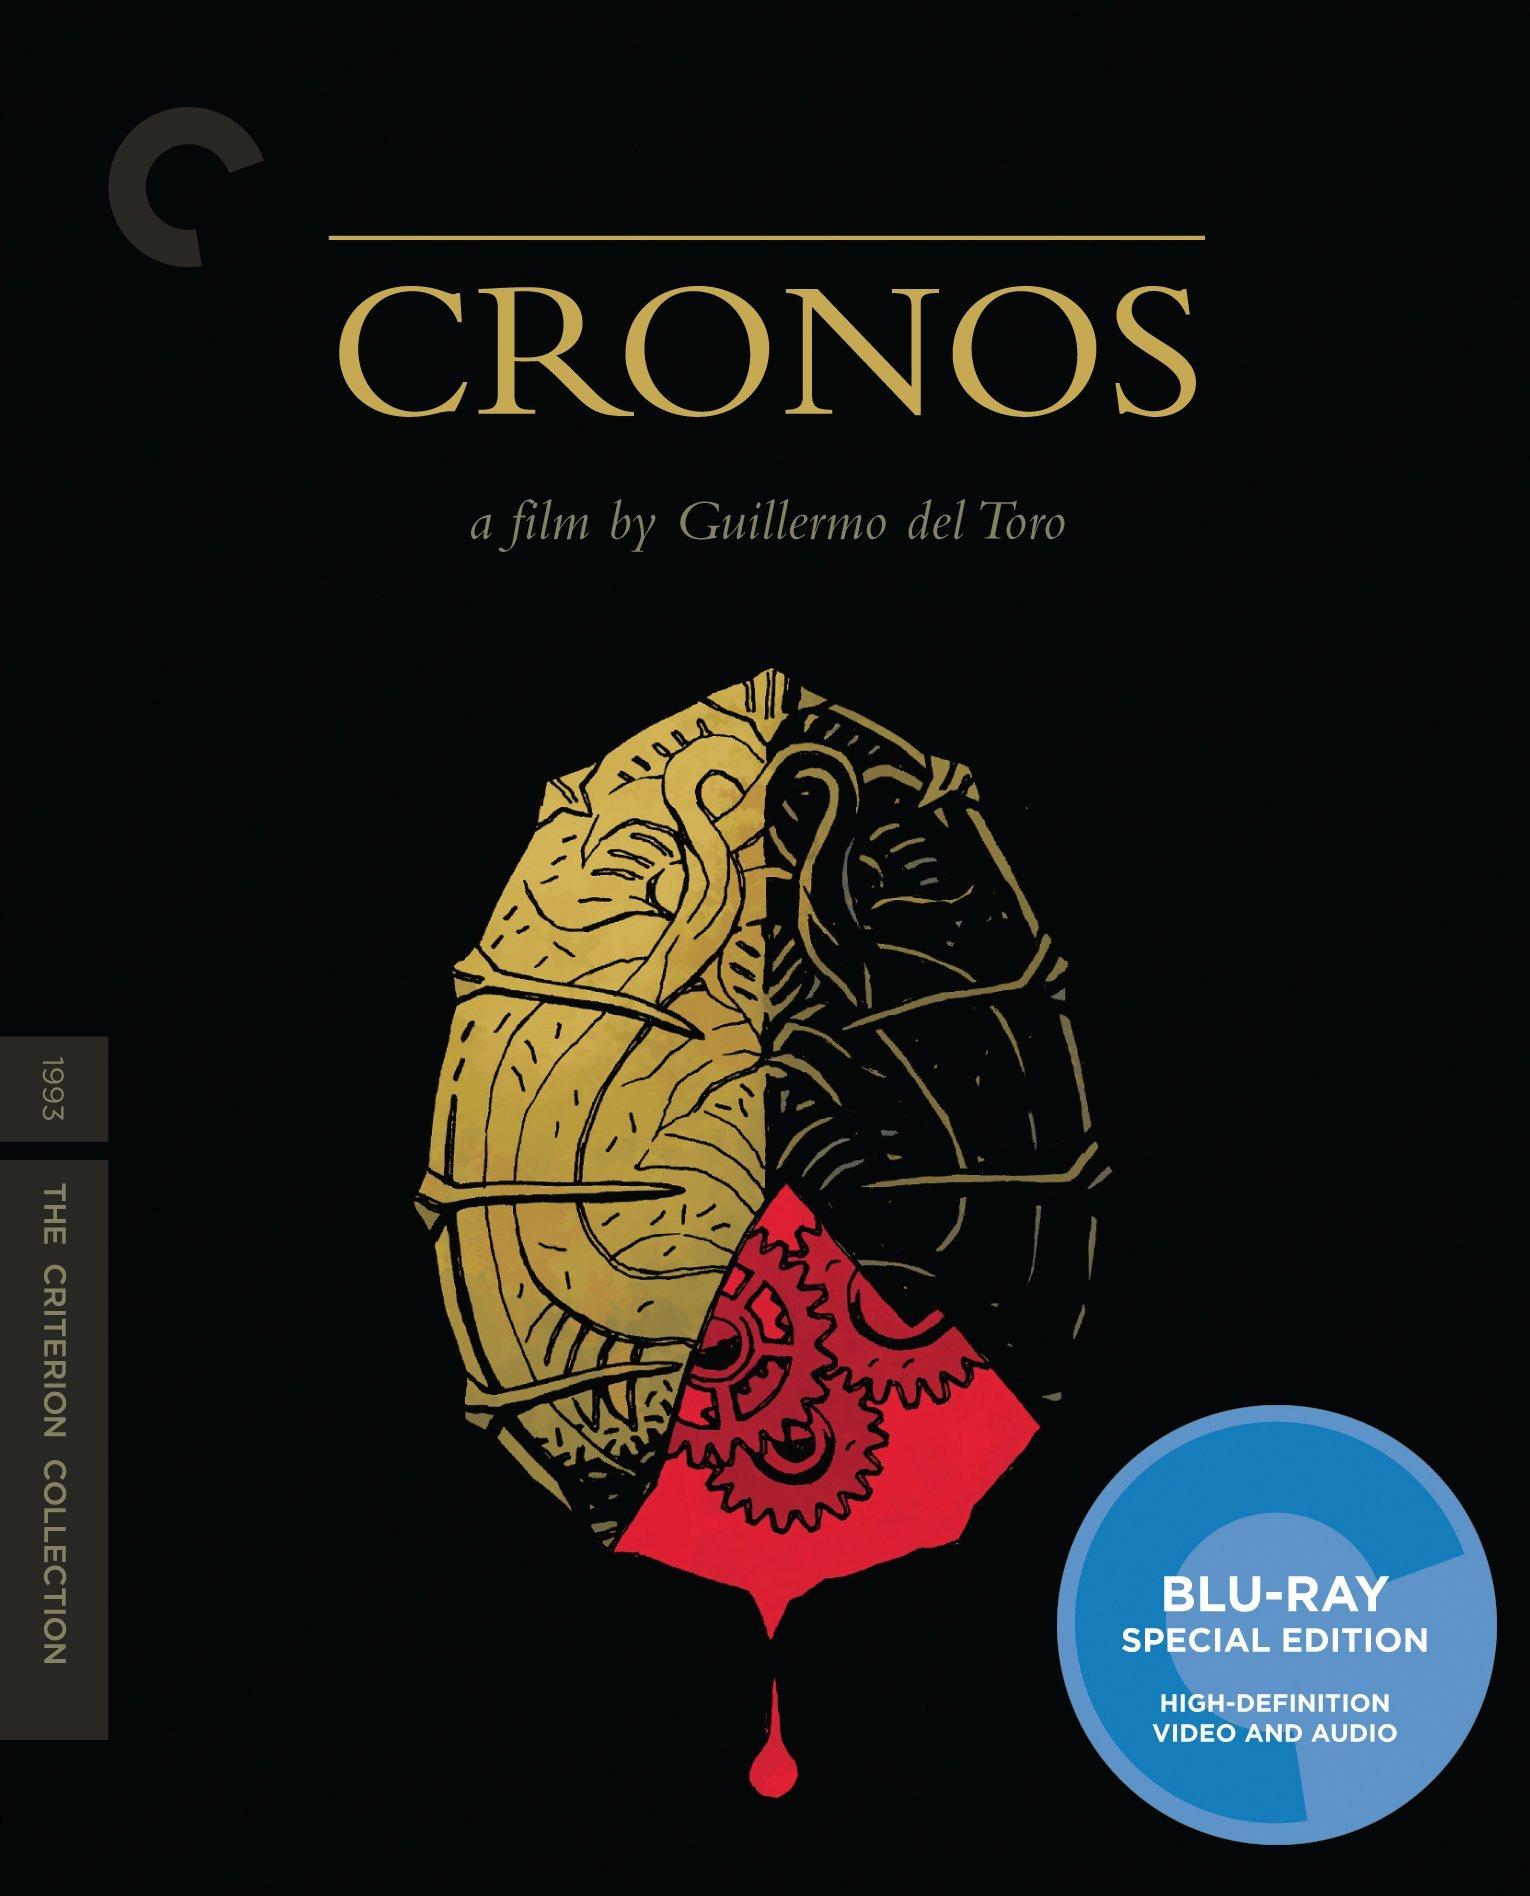 CRONOS
a film by Guillermo del Toro
1993
THE CRITERION COLLECTION
BLU-RAY
SPECIAL EDITION
HIGH-DEFINITION
VIDEO AND AUDIO